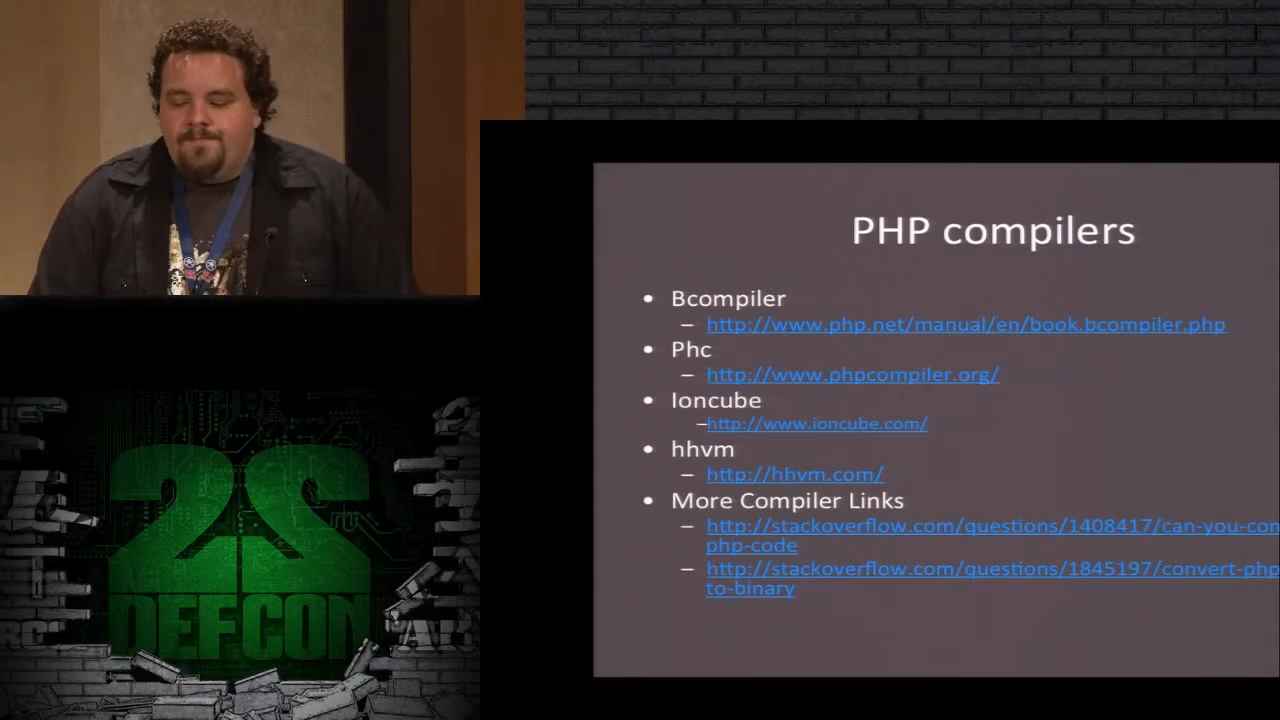 PHP compilers
• Bcompiler
– http://www.php.net/manual/en/book.bcompiler.php
• Phc
– http://www.phpcompiler.org/
• Ioncube
–http://www.ioncube.com/
• hhvm
– http://hhvm.com/
• More Compiler Links
– http://stackoverflow.com/questions/1408417/can-you-con
php-code
– http://stackoverflow.com/questions/1845197/convert-php
to-binary
22
DEFCON